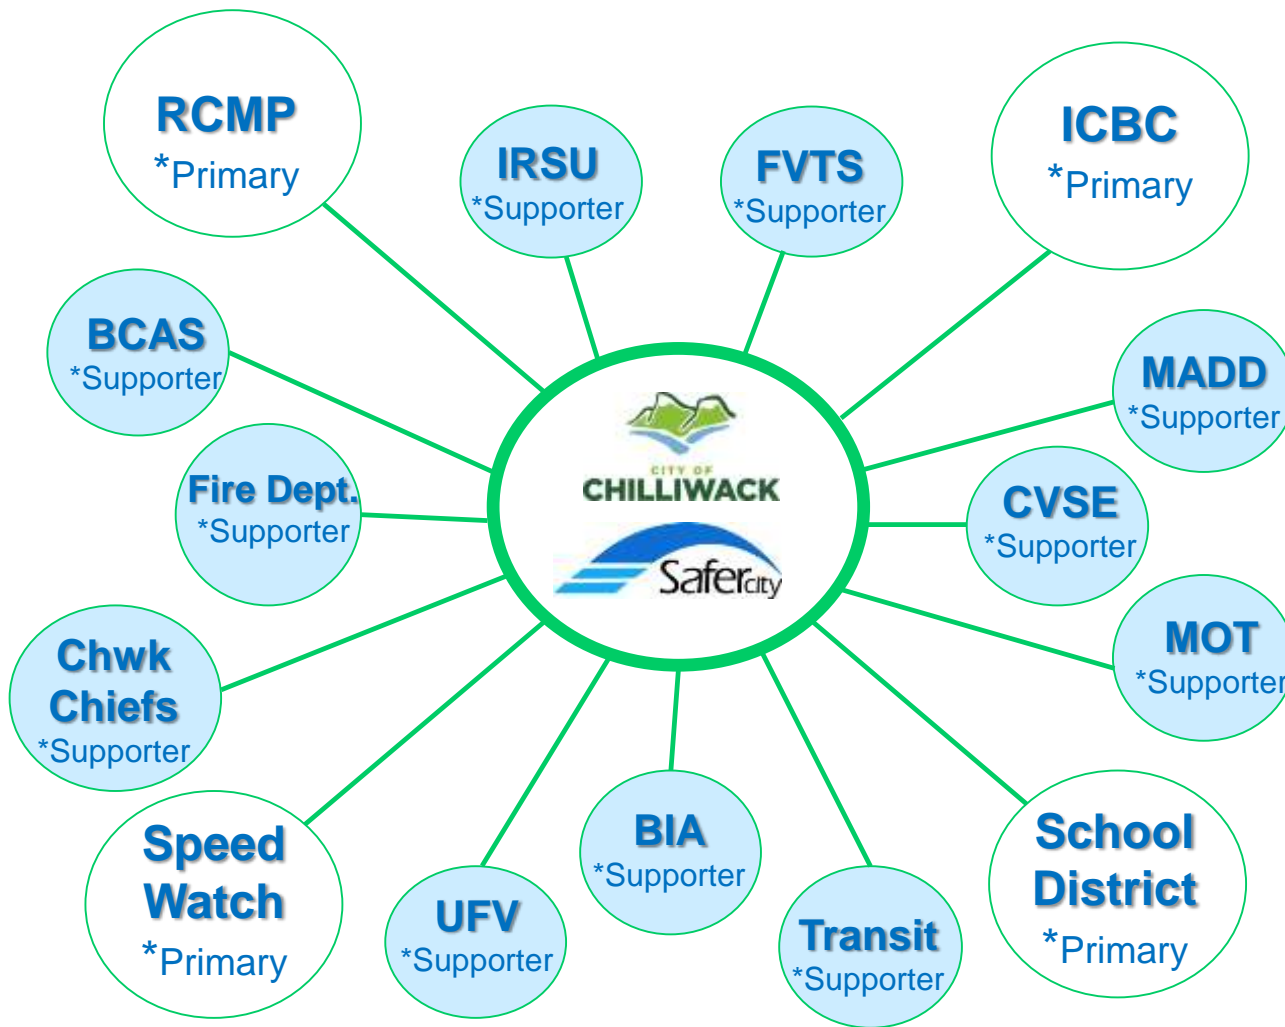 RCMP
*Primary
IRSU
*Supporter
FVTS
*Supporter
ICBC
*Primary
BCAS
*Supporter
MADD
*Supporter
Fire Dept.
*Supporter
CITY OF
CHILLIWACK
Safercity
CVSE
*Supporter
Chwk
Chiefs
*Supporter
MOT
*Supporter
Speed
Watch
*Primary
UFV
*Supporter
BIA
*Supporter
Transit
*Supporter
School
District
*Primary